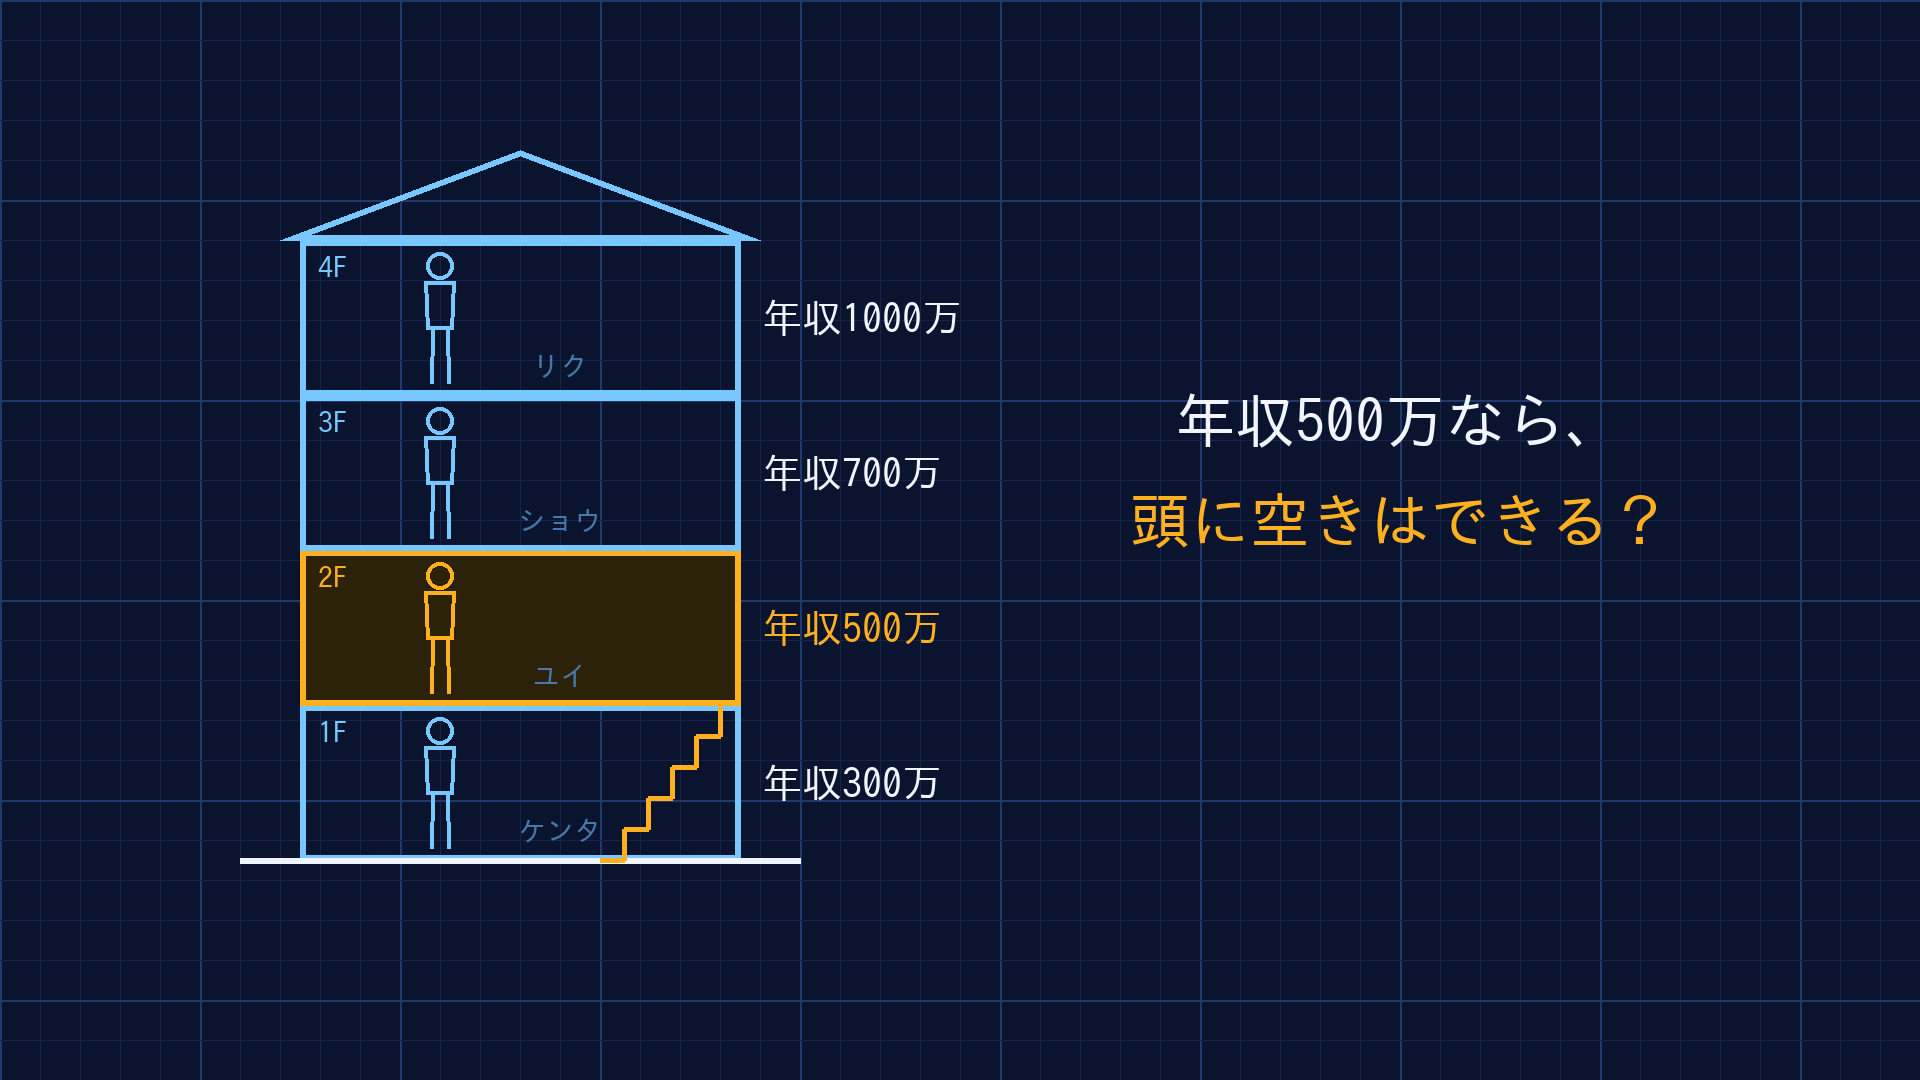 4F
リク
年収1000万
3F
ショウ
年収700万
2F
ユイ
年収500万
1F
ケンタ
年収300万
年収500万なら、
頭に空きはできる？